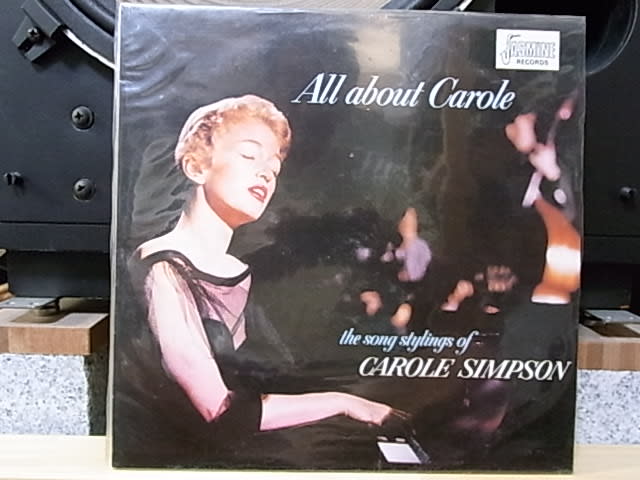 JASMINE
RECORDS
All about Carole
the song stylings of
CAROLE SIMPSON